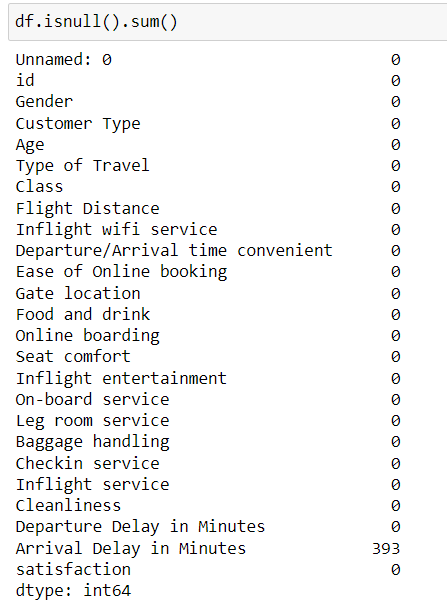 df.isnull().sum()
Unnamed: 0 0
id 0
Gender 0
Customer Type 0
Age 0
Type of Travel 0
Class 0
Flight Distance 0
Inflight wifi service 0
Departure/Arrival time convenient 0
Ease of Online booking 0
Gate location 0
Food and drink 0
Online boarding 0
Seat comfort 0
Inflight entertainment 0
On-board service 0
Leg room service 0
Baggage handling 0
Checkin service 0
Inflight service 0
Cleanliness 0
Departure Delay in Minutes 0
Arrival Delay in Minutes 393
satisfaction 0
dtype: int64